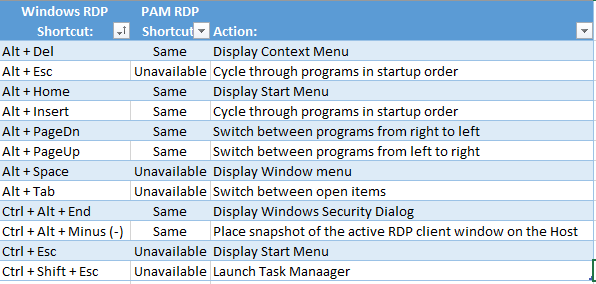 Windows RDP PAM RDP
Shortcut: Shortcut Action:
Alt + Del Same Display Context Menu
Alt + Esc Unavailable Cycle through programs in startup order
Alt + Home Same Display Start Menu
Alt + Insert Same Cycle through programs in startup order
Alt + PageDn Same Switch between programs from right to left
Alt + PageUp Same Switch between programs from left to right
Alt + Space Unavailable Display Window menu
Alt + Tab Unavailable Switch between open items
Ctrl + Alt + End Same Display Windows Security Dialog
Ctrl + Alt + Minus (-) Same Place snapshot of the active RDP client window on the Host
Ctrl + Esc Unavailable Display Start Menu
Ctrl + Shift + Esc Unavailable Launch Task Manaager